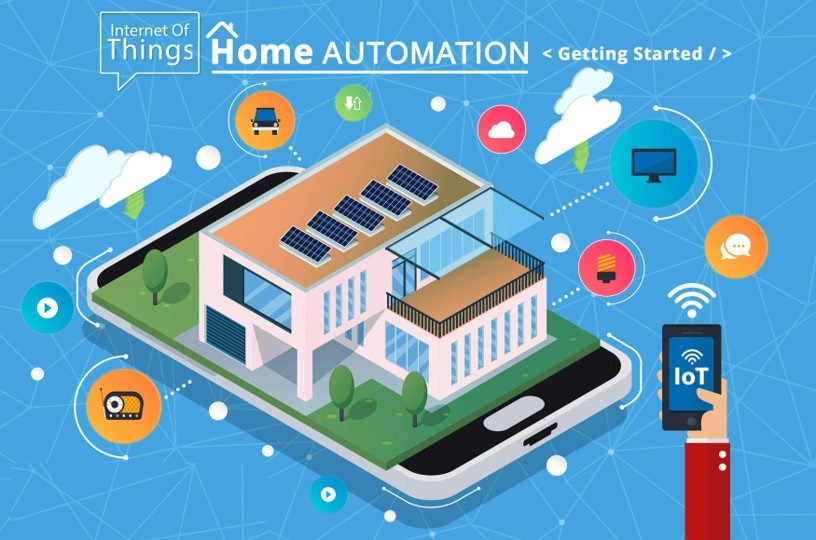 Internet Of
Things
Home AUTOMATION < Getting Started / >
IoT